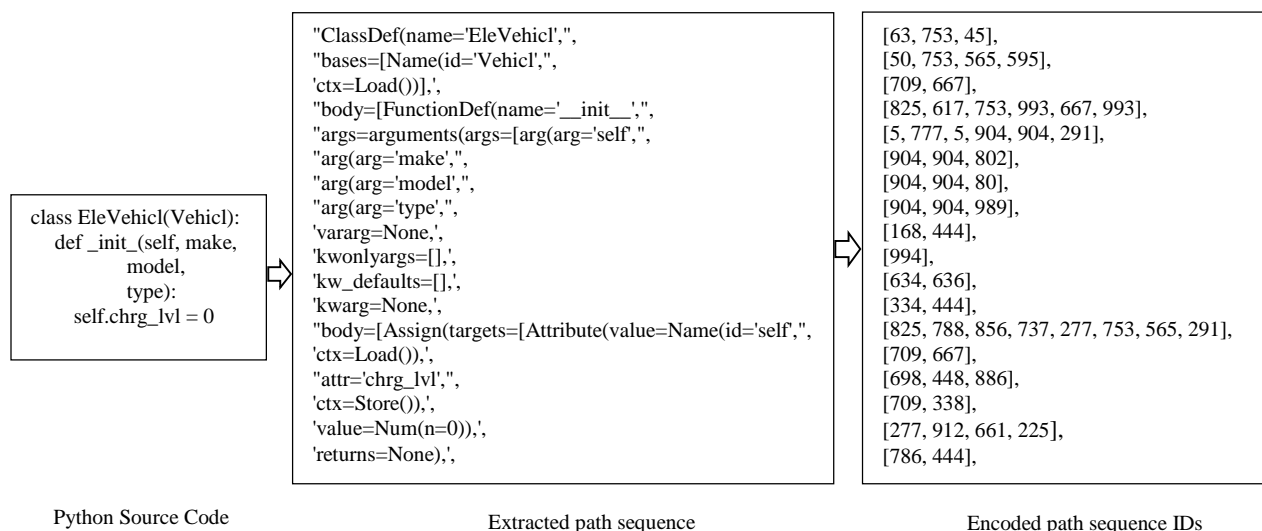 class EleVehicl(Vehicl):
def _init_(self, make,
model,
type):
self.chrg_lvl = 0
"ClassDef(name='EleVehicl',",
"bases=[Name(id='Vehicl',",
'ctx=Load())],',
"body=[FunctionDef(name='__init__',",
"args=arguments(args=[arg(arg='self',",
"arg(arg='make',",
"arg(arg='model',",
"arg(arg='type',",
'vararg=None,',
'kwonlyargs=[],',
'kw_defaults=[],',
'kwarg=None,',
"body=[Assign(targets=[Attribute(value=Name(id='self',",
'ctx=Load()),',
"attr='chrg_lvl',",
'ctx=Store()),',
'value=Num(n=0)),',
'returns=None),',
[63, 753, 45],
[50, 753, 565, 595],
[709, 667],
[825, 617, 753, 993, 667, 993],
[5, 777, 5, 904, 904, 291],
[904, 904, 802],
[904, 904, 80],
[904, 904, 989],
[168, 444],
[994],
[634, 636],
[334, 444],
[825, 788, 856, 737, 277, 753, 565, 291],
[709, 667],
[698, 448, 886],
[709, 338],
[277, 912, 661, 225],
[786, 444],
Python Source Code
Extracted path sequence
Encoded path sequence IDs